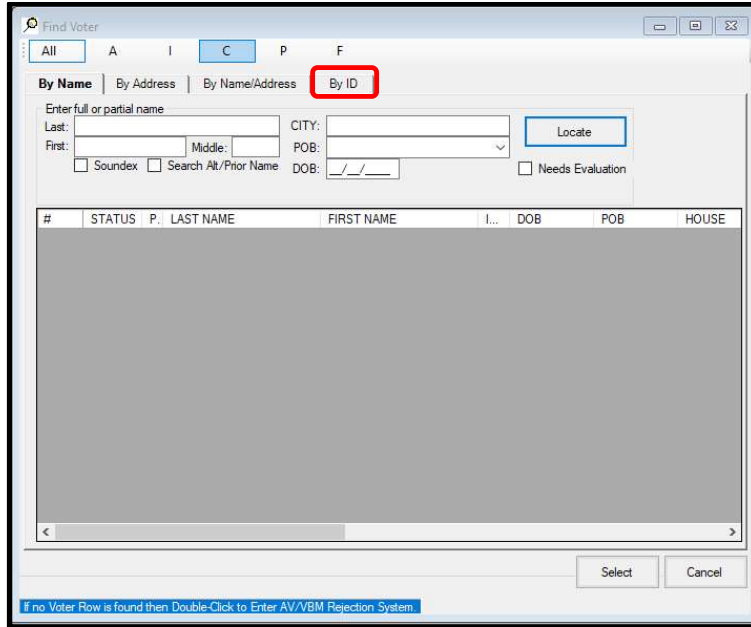 Find Voter
All A I C P F
By Name By Address By Name/Address By ID
Enter full or partial name
Last: CITY: Locate
First: Middle: POB:
Soundex Search Alt/Prior Name DOB: __/__/____ Needs Evaluation
# STATUS P. LAST NAME FIRST NAME I... DOB POB HOUSE
Select Cancel
If no Voter Row is found then Double-Click to Enter AV/VBM Rejection System.